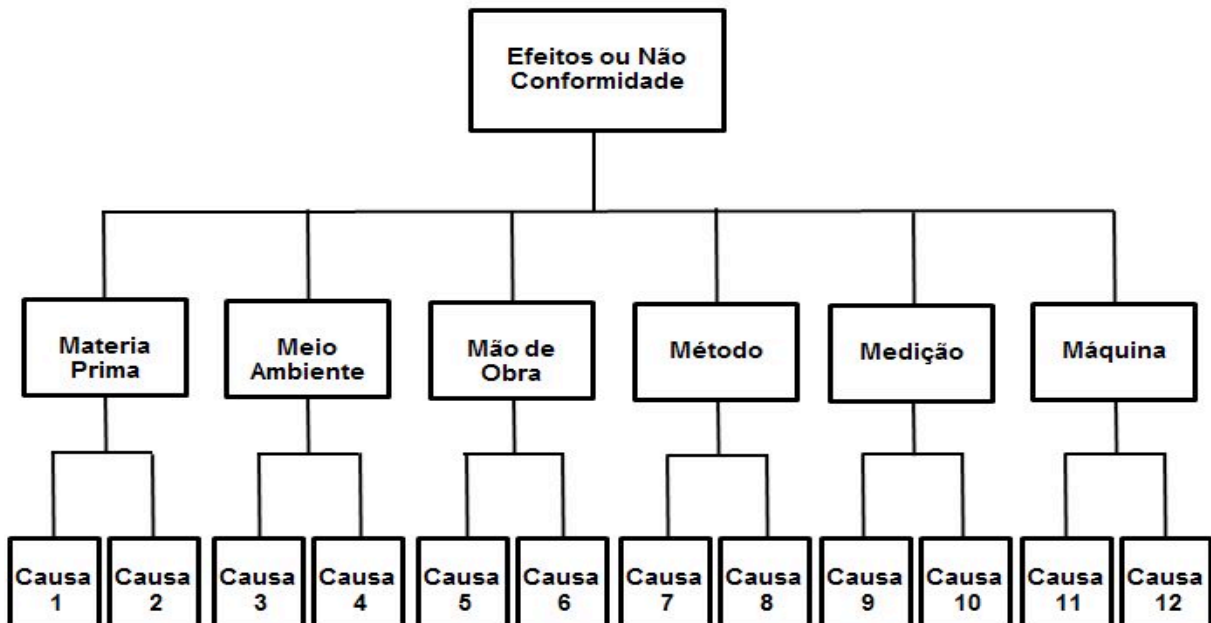 Efeitos ou Não
Conformidade
Materia
Prima
Meio
Ambiente
Mão de
Obra
Método
Medição
Máquina
Causa
1
Causa
2
Causa
3
Causa
4
Causa
5
Causa
6
Causa
7
Causa
8
Causa
9
Causa
10
Causa
11
Causa
12